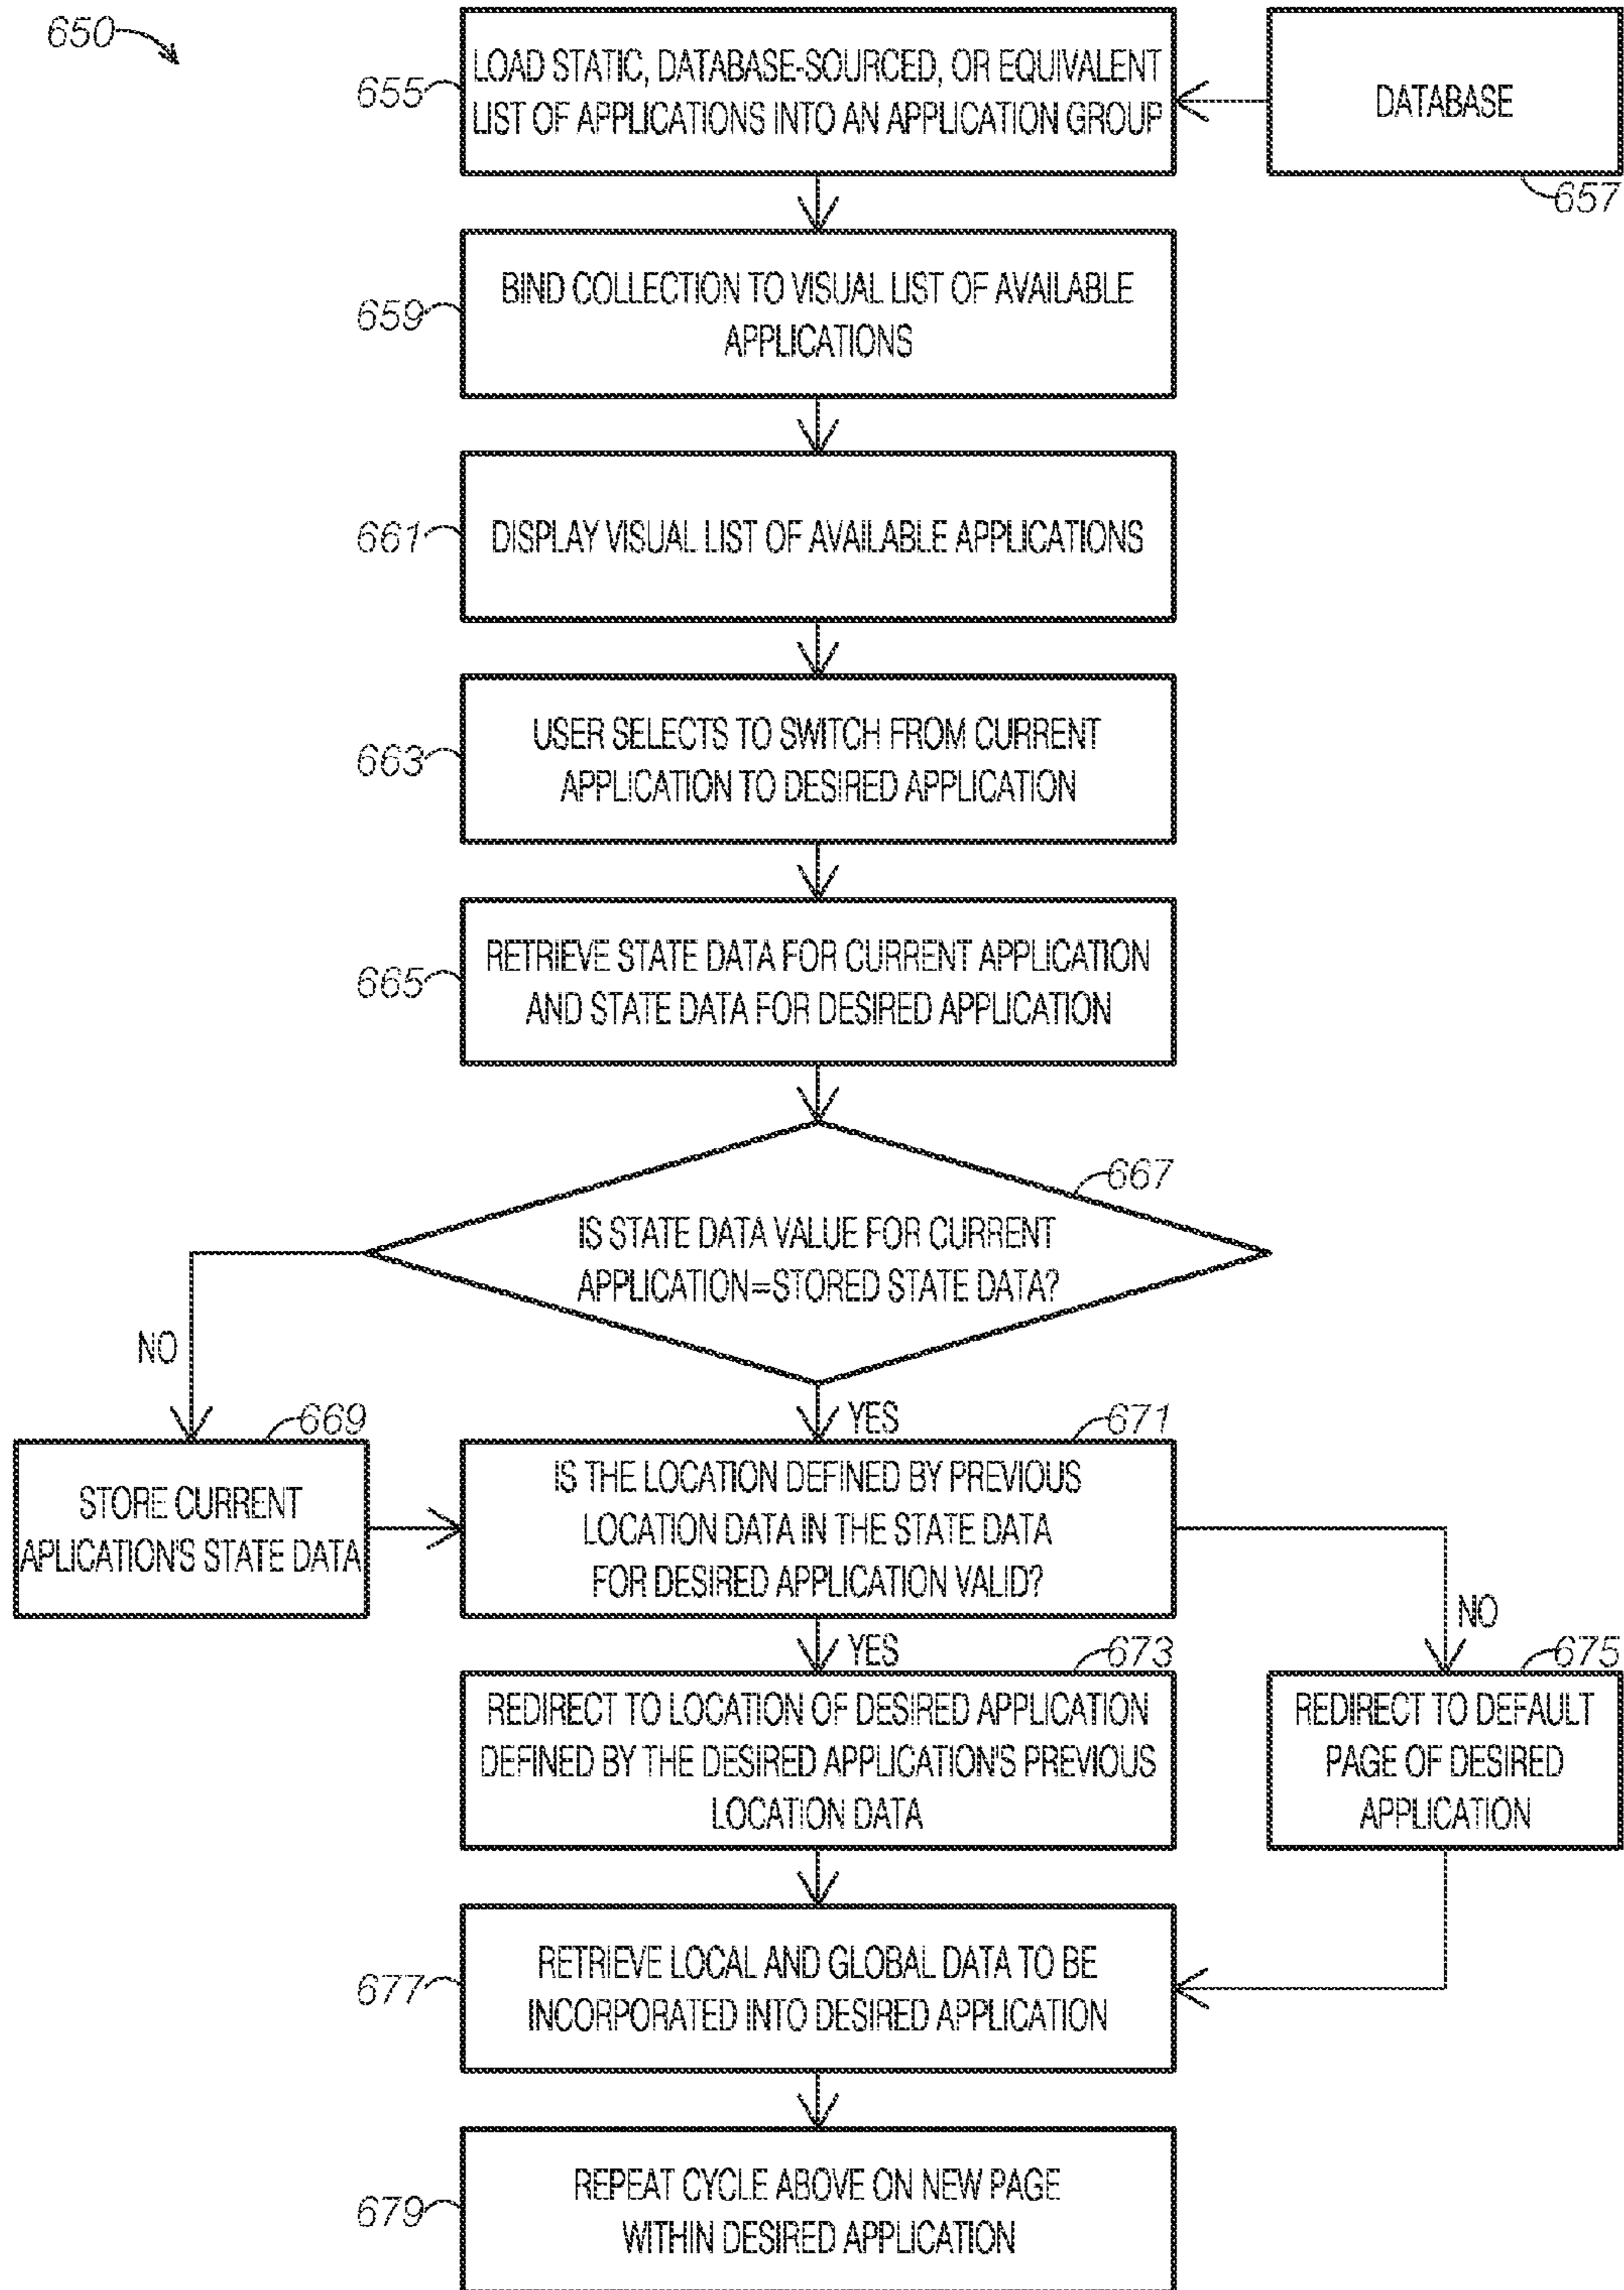 650
655
LOAD STATIC, DATABASE-SOURCED, OR EQUIVALENT
LIST OF APPLICATIONS INTO AN APPLICATION GROUP
DATABASE
657
659
BIND COLLECTION TO VISUAL LIST OF AVAILABLE
APPLICATIONS
661
DISPLAY VISUAL LIST OF AVAILABLE APPLICATIONS
663
USER SELECTS TO SWITCH FROM CURRENT
APPLICATION TO DESIRED APPLICATION
665
RETRIEVE STATE DATA FOR CURRENT APPLICATION
AND STATE DATA FOR DESIRED APPLICATION
667
IS STATE DATA VALUE FOR CURRENT
APPLICATION=STORED STATE DATA?
NO
YES
669
STORE CURRENT
APLICATION'S STATE DATA
671
IS THE LOCATION DEFINED BY PREVIOUS
LOCATION DATA IN THE STATE DATA
FOR DESIRED APPLICATION VALID?
YES
NO
673
REDIRECT TO LOCATION OF DESIRED APPLICATION
DEFINED BY THE DESIRED APPLICATION'S PREVIOUS
LOCATION DATA
675
REDIRECT TO DEFAULT
PAGE OF DESIRED
APPLICATION
677
RETRIEVE LOCAL AND GLOBAL DATA TO BE
INCORPORATED INTO DESIRED APPLICATION
679
REPEAT CYCLE ABOVE ON NEW PAGE
WITHIN DESIRED APPLICATION